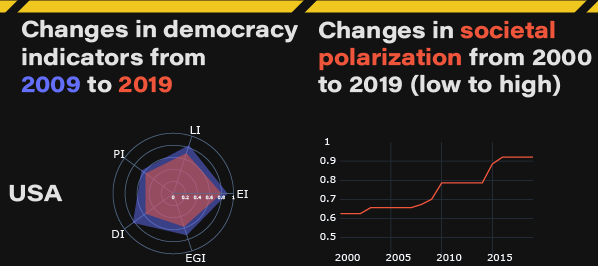 Changes in democracy
indicators from
2009 to 2019
Changes in societal
polarization from 2000
to 2019 (low to high)
USA
LI
PI
EI
DI
EGI
0 0.2 0.4 0.6 0.8 1
1
0.9
0.8
0.7
0.6
0.5
2000 2005 2010 2015